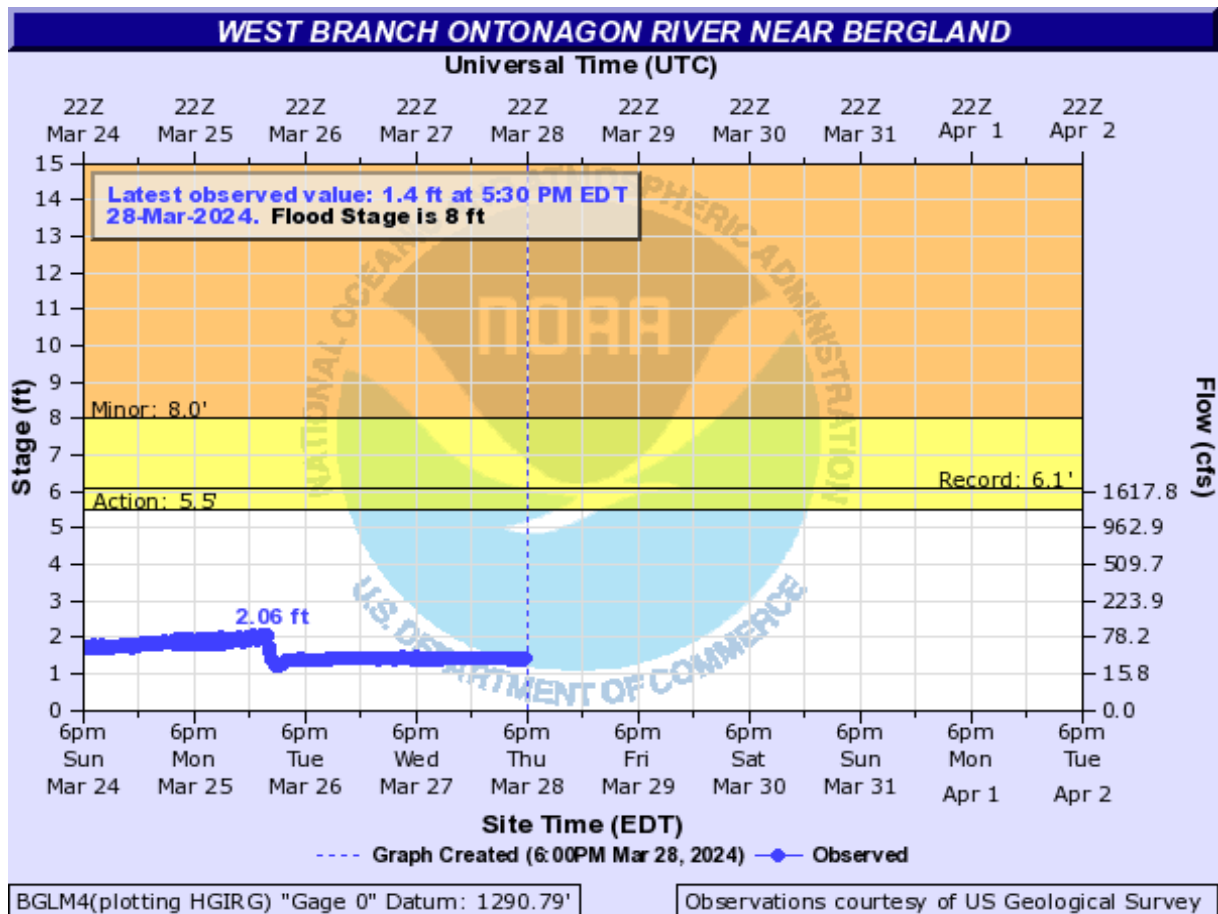 WEST BRANCH ONTONAGON RIVER NEAR BERGLAND
Universal Time (UTC)
22Z 22Z 22Z 22Z 22Z 22Z 22Z 22Z 22Z 22Z
Mar 24 Mar 25 Mar 26 Mar 27 Mar 28 Mar 29 Mar 30 Mar 31 Apr 1 Apr 2
Latest observed value: 1.4 ft at 5:30 PM EDT
28-Mar-2024. Flood Stage is 8 ft
15
14
13
12
11
10
9
8
7
6
5
4
3
2
1
0
Stage (ft)
Minor: 8.0'
Record: 6.1'
Action: 5.5'
2.06 ft
NATIONAL OCEANIC ATMOSPHERIC ADMINISTRATION
NOAA
U.S. DEPARTMENT OF COMMERCE
1617.8
962.9
509.7
223.9
78.2
15.8
0.0
Flow (cfs)
6pm 6pm 6pm 6pm 6pm 6pm 6pm 6pm 6pm 6pm
Sun Mon Tue Wed Thu Fri Sat Sun Mon Tue
Mar 24 Mar 25 Mar 26 Mar 27 Mar 28 Mar 29 Mar 30 Mar 31 Apr 1 Apr 2
Site Time (EDT)
Graph Created (6:00PM Mar 28, 2024) Observed
BGLM4(plotting HGIRG) "Gage 0" Datum: 1290.79'
Observations courtesy of US Geological Survey